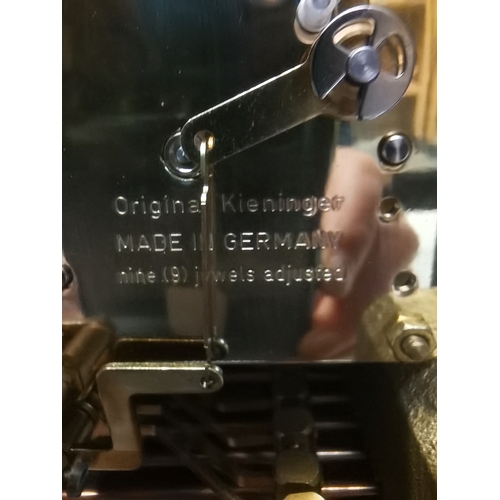 Original Kieninger
MADE IN GERMANY
nine (9) jewels adjusted